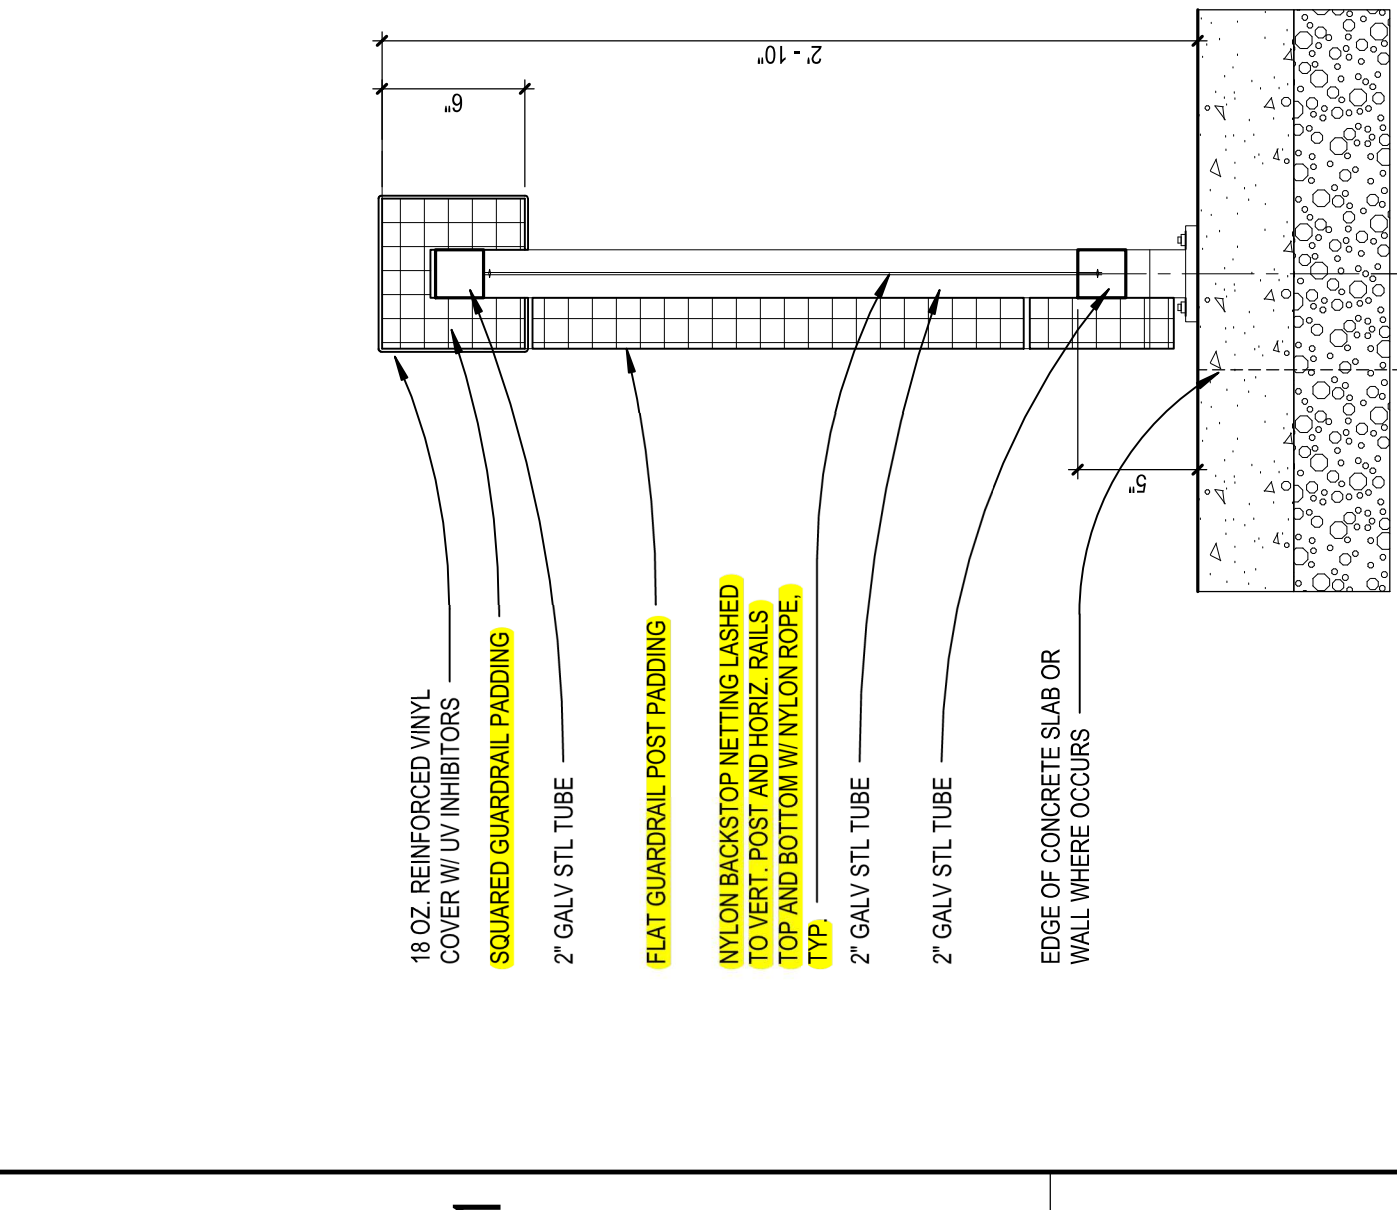 2' - 10"
6"
5"
18 OZ. REINFORCED VINYL
COVER W/ UV INHIBITORS
SQUARED GUARDRAIL PADDING
2" GALV STL TUBE
FLAT GUARDRAIL POST PADDING
NYLON BACKSTOP NETTING LASHED
TO VERT. POST AND HORIZ. RAILS
TOP AND BOTTOM W/ NYLON ROPE,
TYP.
2" GALV STL TUBE
2" GALV STL TUBE
EDGE OF CONCRETE SLAB OR
WALL WHERE OCCURS